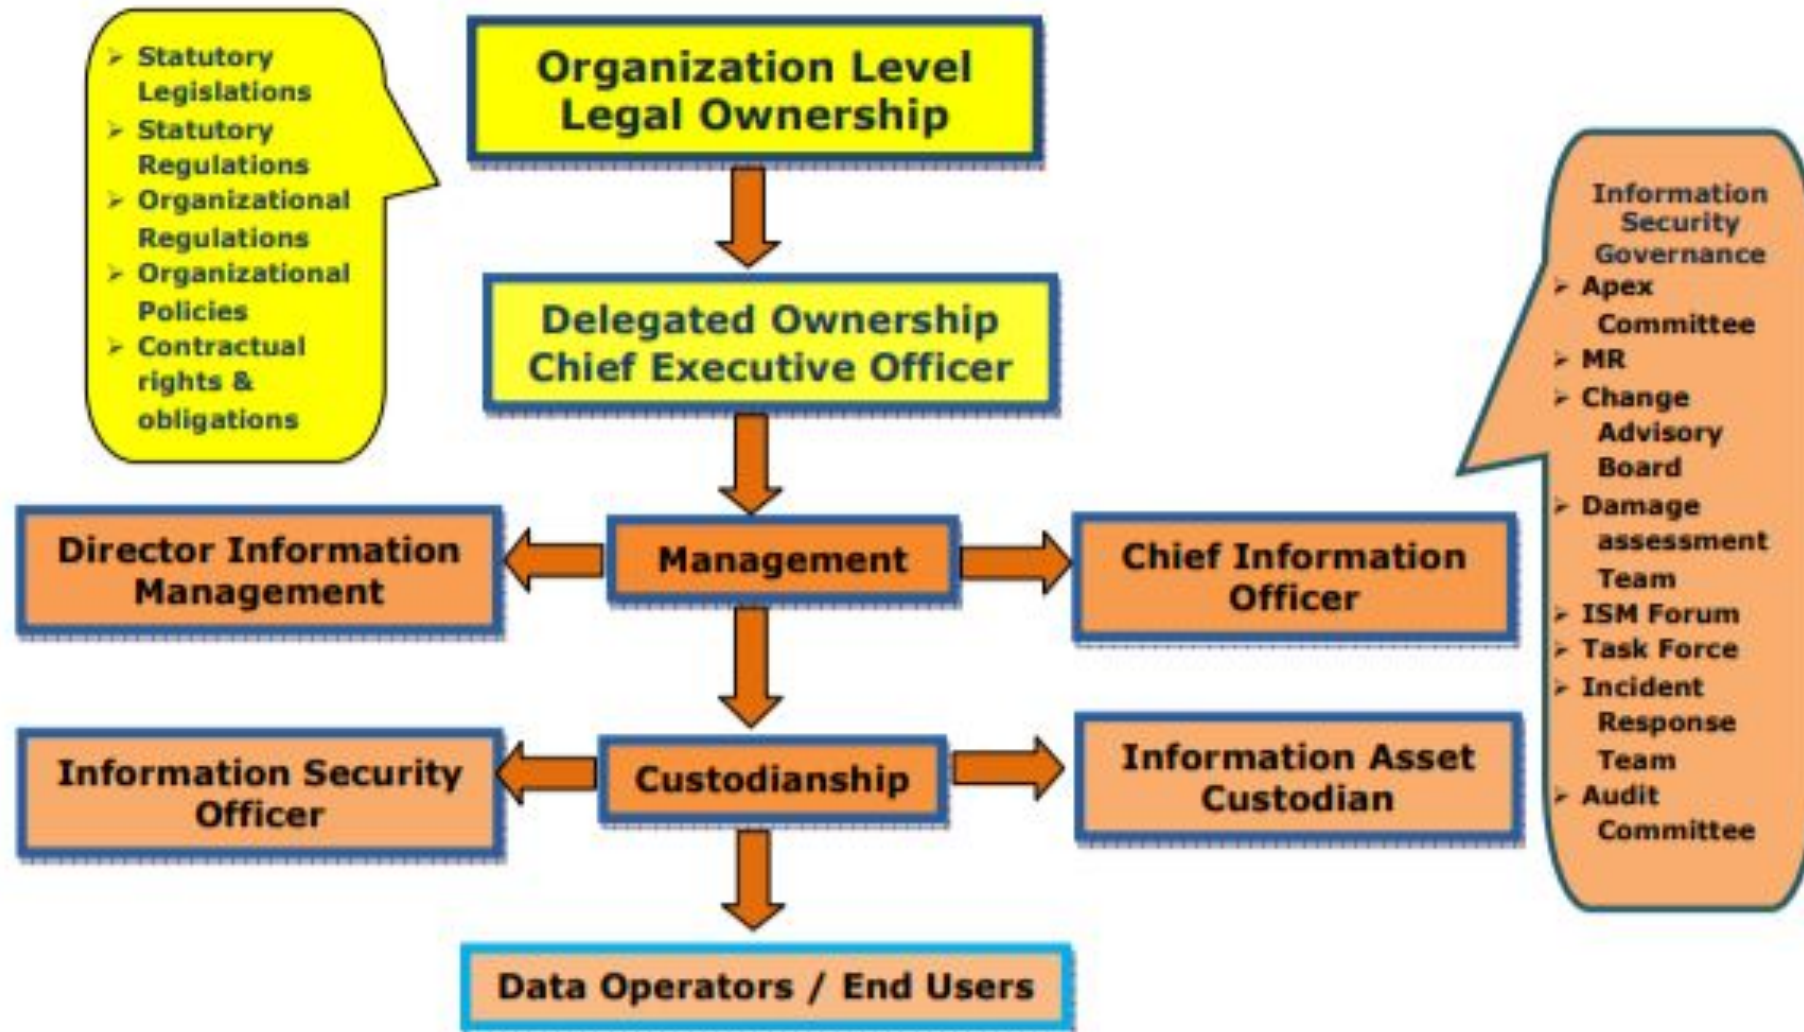 ➢ Statutory
Legislations
➢ Statutory
Regulations
➢ Organizational
Regulations
➢ Organizational
Policies
➢ Contractual
rights &
obligations
Organization Level
Legal Ownership
Delegated Ownership
Chief Executive Officer
Director Information
Management
Management
Chief Information
Officer
Information Security
Officer
Custodianship
Information Asset
Custodian
Data Operators / End Users
Information
Security
Governance
➢ Apex
Committee
➢ MR
➢ Change
Advisory
Board
➢ Damage
assessment
Team
➢ ISM Forum
➢ Task Force
➢ Incident
Response
Team
➢ Audit
Committee